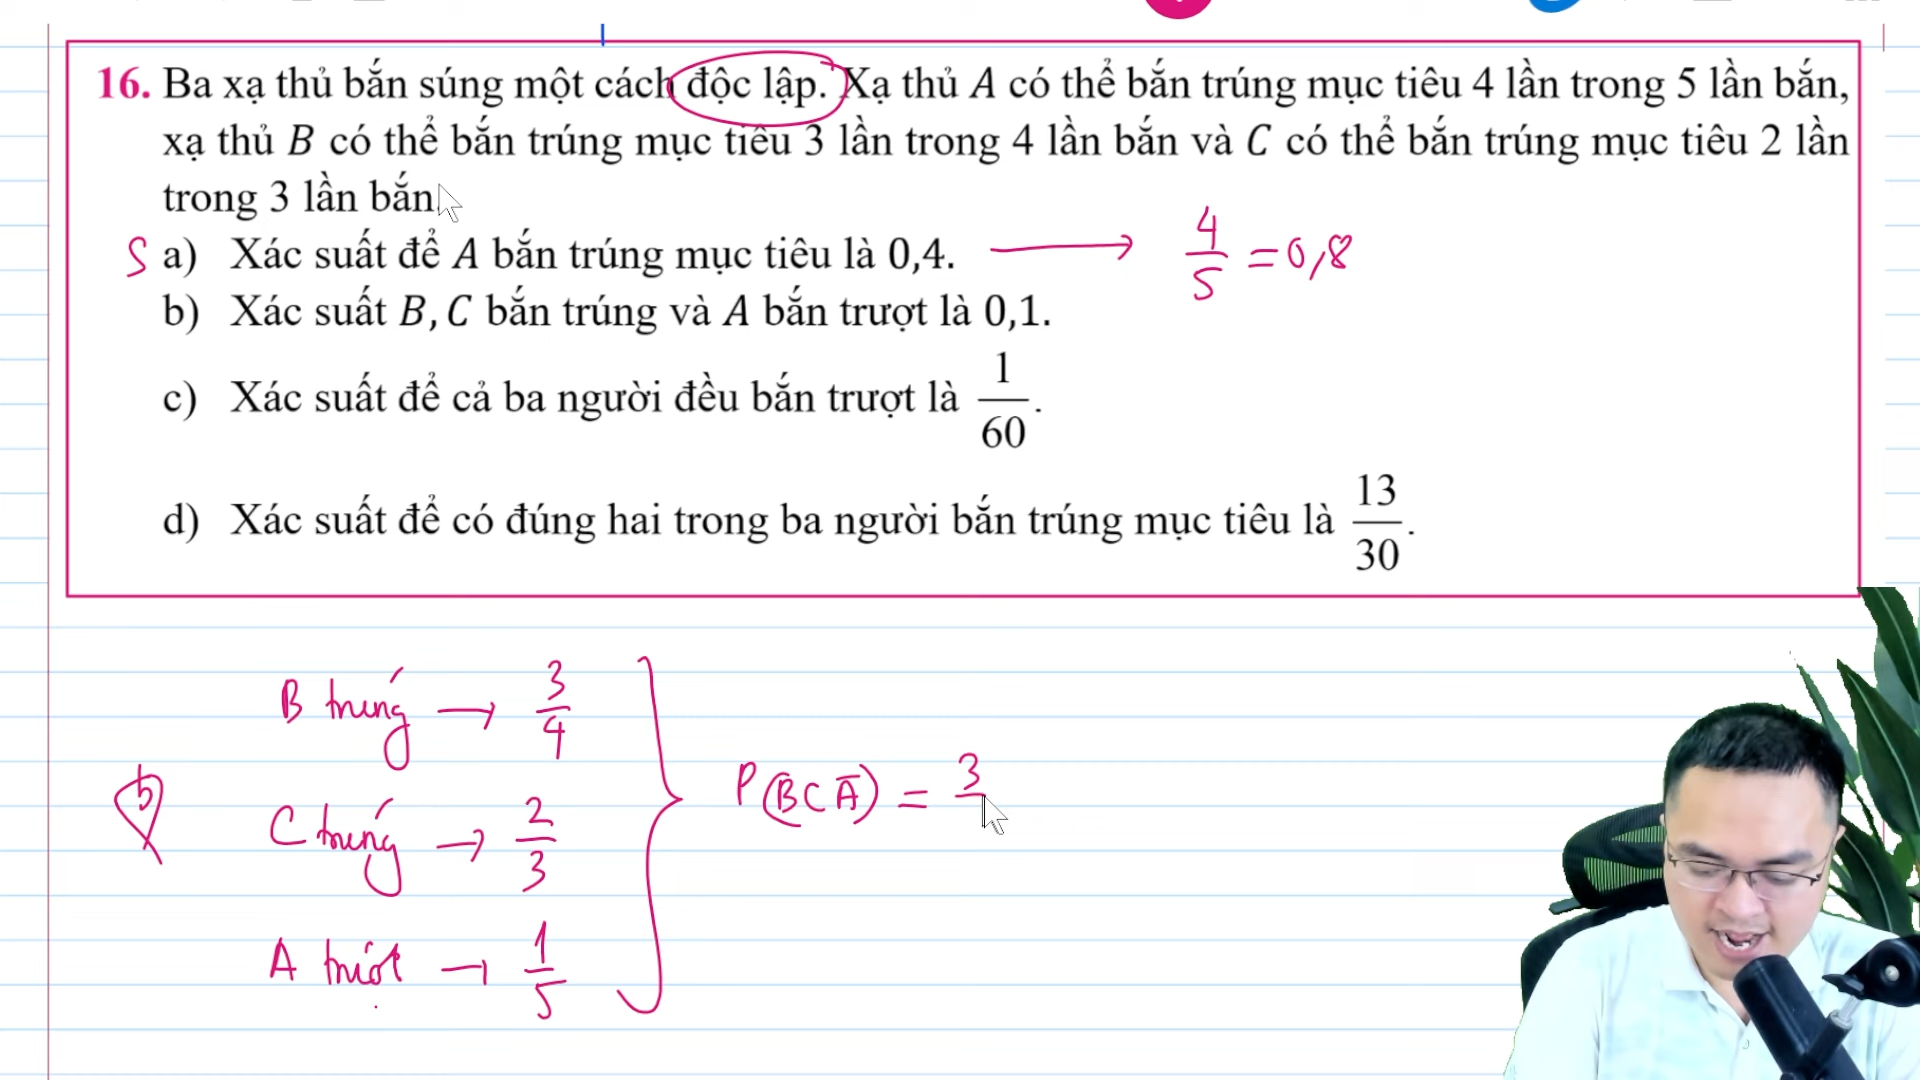 16. Ba xạ thủ bắn súng một cách độc lập. Xạ thủ A có thể bắn trúng mục tiêu 4 lần trong 5 lần bắn,
xạ thủ B có thể bắn trúng mục tiêu 3 lần trong 4 lần bắn và C có thể bắn trúng mục tiêu 2 lần
trong 3 lần bắn.
S a) Xác suất để A bắn trúng mục tiêu là 0,4. → 4/5 = 0,8
b) Xác suất B, C bắn trúng và A bắn trượt là 0,1.
c) Xác suất để cả ba người đều bắn trượt là 1/60.
d) Xác suất để có đúng hai trong ba người bắn trúng mục tiêu là 13/30.
B trúng → 3/4
b
C trúng → 2/3
A trượt → 1/5
P(BCĀ) = 3